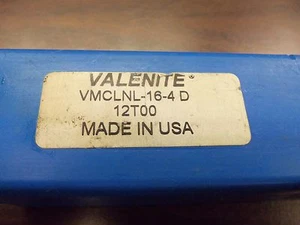 VALENITE®
VMCLNL-16-4 D
12T00
MADE IN USA